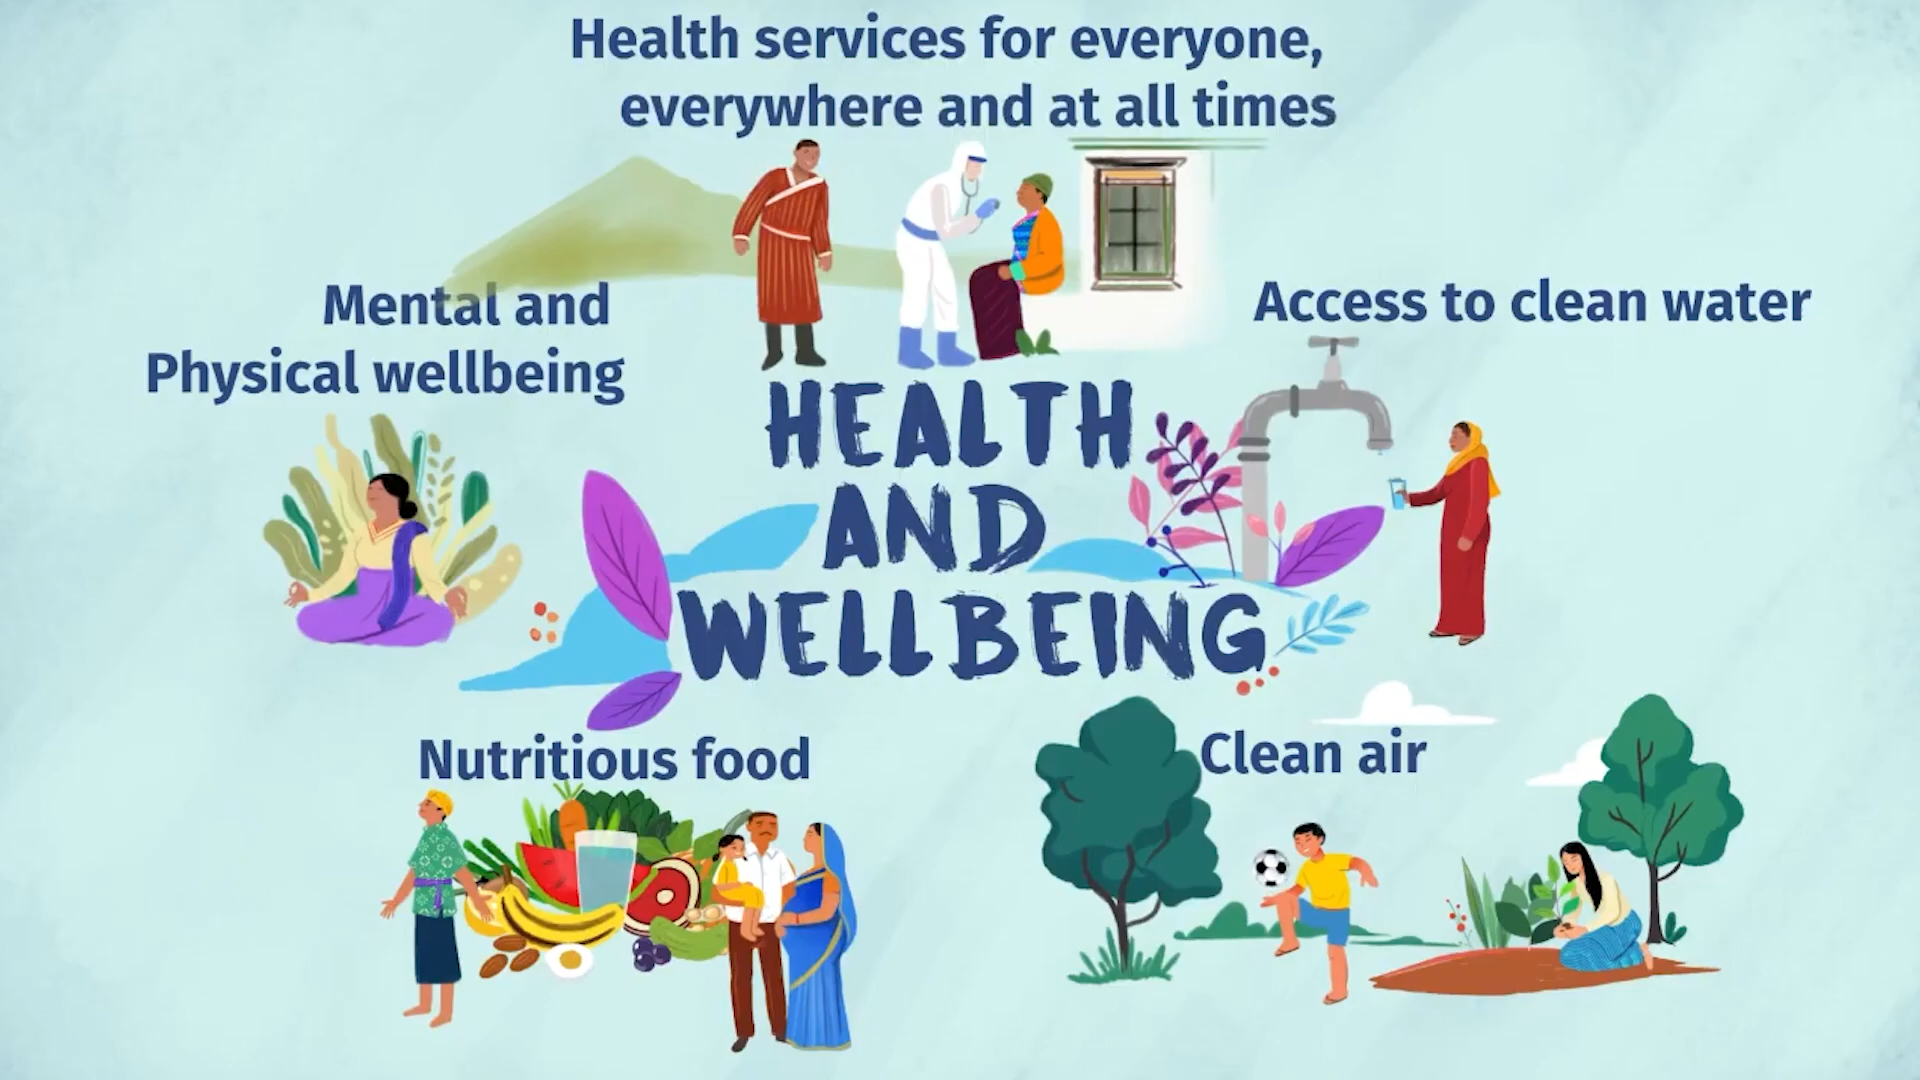 Health services for everyone,
everywhere and at all times
Mental and
Physical wellbeing
Access to clean water
HEALTH
AND
WELLBEING
Nutritious food
Clean air